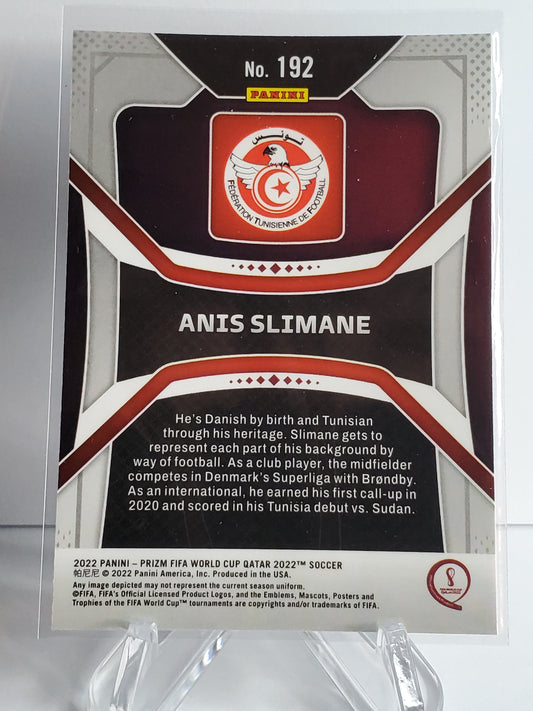 No. 192
PANINI
تونس
FÉDÉRATION TUNISIENNE DE FOOTBALL
ANIS SLIMANE
He's Danish by birth and Tunisian
through his heritage. Slimane gets to
represent each part of his background by
way of football. As a club player, the midfielder
competes in Denmark's Superliga with Brøndby.
As an international, he earned his first call-up in
2020 and scored in his Tunisia debut vs. Sudan.
2022 PANINI – PRIZM FIFA WORLD CUP QATAR 2022™ SOCCER
帕尼尼 © 2022 Panini America, Inc. Produced in the USA.
Any image depicted may not represent the current season uniform.
©FIFA, FIFA's Official Licensed Product Logos, and the Emblems, Mascots, Posters and
Trophies of the FIFA World Cup™ tournaments are copyrights and/or trademarks of FIFA.